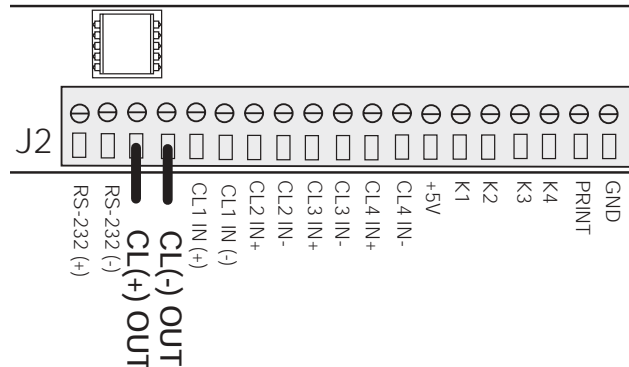 J2
RS-232 (+)
RS-232 (-)
CL(+) OUT
CL(-) OUT
CL1 IN (+)
CL1 IN (-)
CL2 IN+
CL2 IN-
CL3 IN+
CL3 IN-
CL4 IN+
CL4 IN-
+5V
K1
K2
K3
K4
PRINT
GND